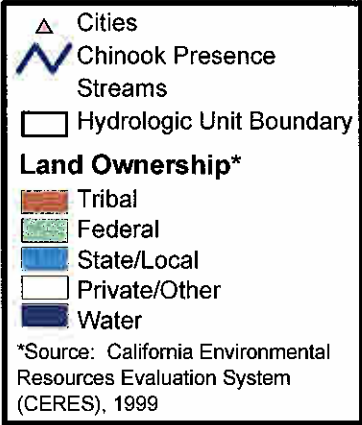 Cities
Chinook Presence
Streams
Hydrologic Unit Boundary
Land Ownership*
Tribal
Federal
State/Local
Private/Other
Water
*Source: California Environmental
Resources Evaluation System
(CERES), 1999